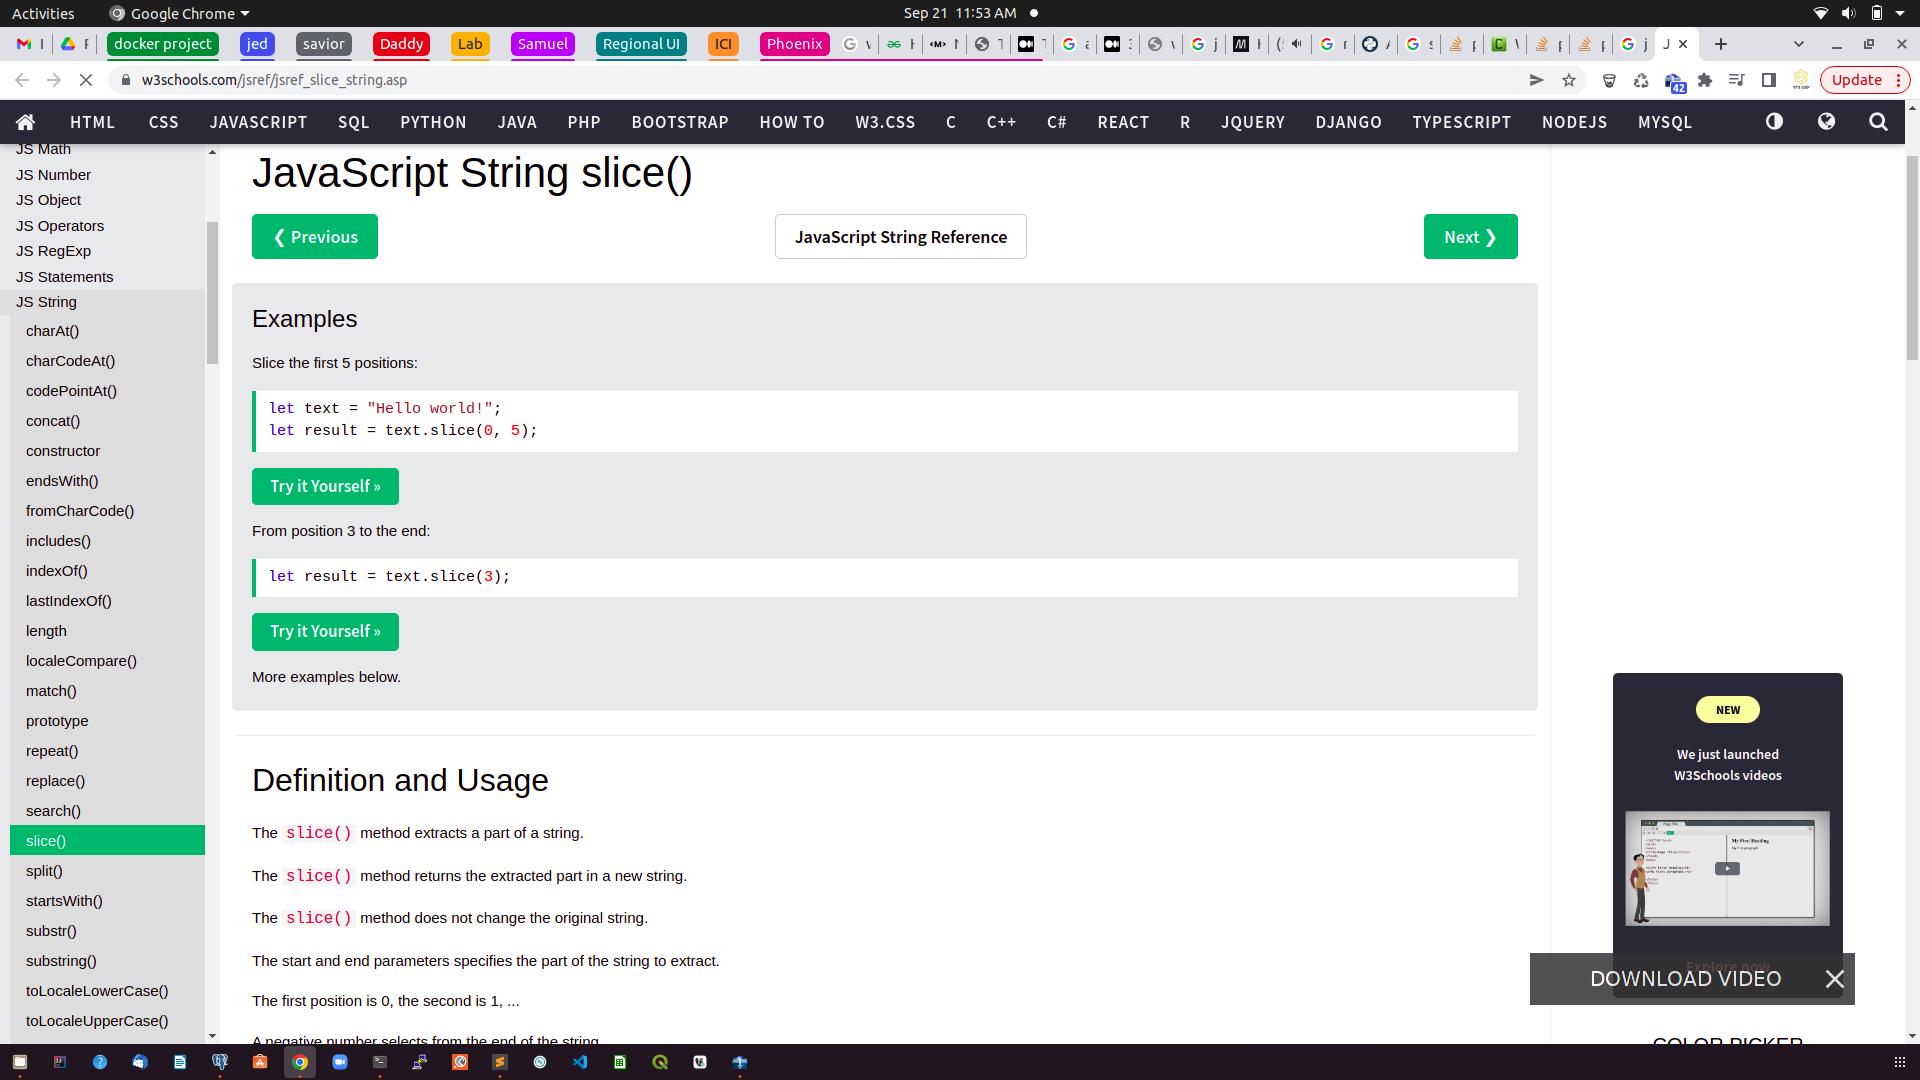 Activities
Google Chrome
Sep 21 11:53 AM
docker project
jed
savior
Daddy
Lab
Samuel
Regional UI
ICI
Phoenix
w3schools.com/jsref/jsref_slice_string.asp
42
Update
HTML CSS JAVASCRIPT SQL PYTHON JAVA PHP BOOTSTRAP HOW TO W3.CSS C C++ C# REACT R JQUERY DJANGO TYPESCRIPT NODEJS MYSQL
JS Math
JS Number
JS Object
JS Operators
JS RegExp
JS Statements
JS String
charAt()
charCodeAt()
codePointAt()
concat()
constructor
endsWith()
fromCharCode()
includes()
indexOf()
lastIndexOf()
length
localeCompare()
match()
prototype
repeat()
replace()
search()
slice()
split()
startsWith()
substr()
substring()
toLocaleLowerCase()
toLocaleUpperCase()
JavaScript String slice()
❮ Previous
JavaScript String Reference
Next ❯
Examples
Slice the first 5 positions:
let text = "Hello world!";
let result = text.slice(0, 5);
Try it Yourself »
From position 3 to the end:
let result = text.slice(3);
Try it Yourself »
More examples below.
Definition and Usage
The slice() method extracts a part of a string.
The slice() method returns the extracted part in a new string.
The slice() method does not change the original string.
The start and end parameters specifies the part of the string to extract.
The first position is 0, the second is 1, ...
A negative number selects from the end of the string
NEW
We just launched
W3Schools videos
My First Heading
Explore now
DOWNLOAD VIDEO
COLOR PICKER